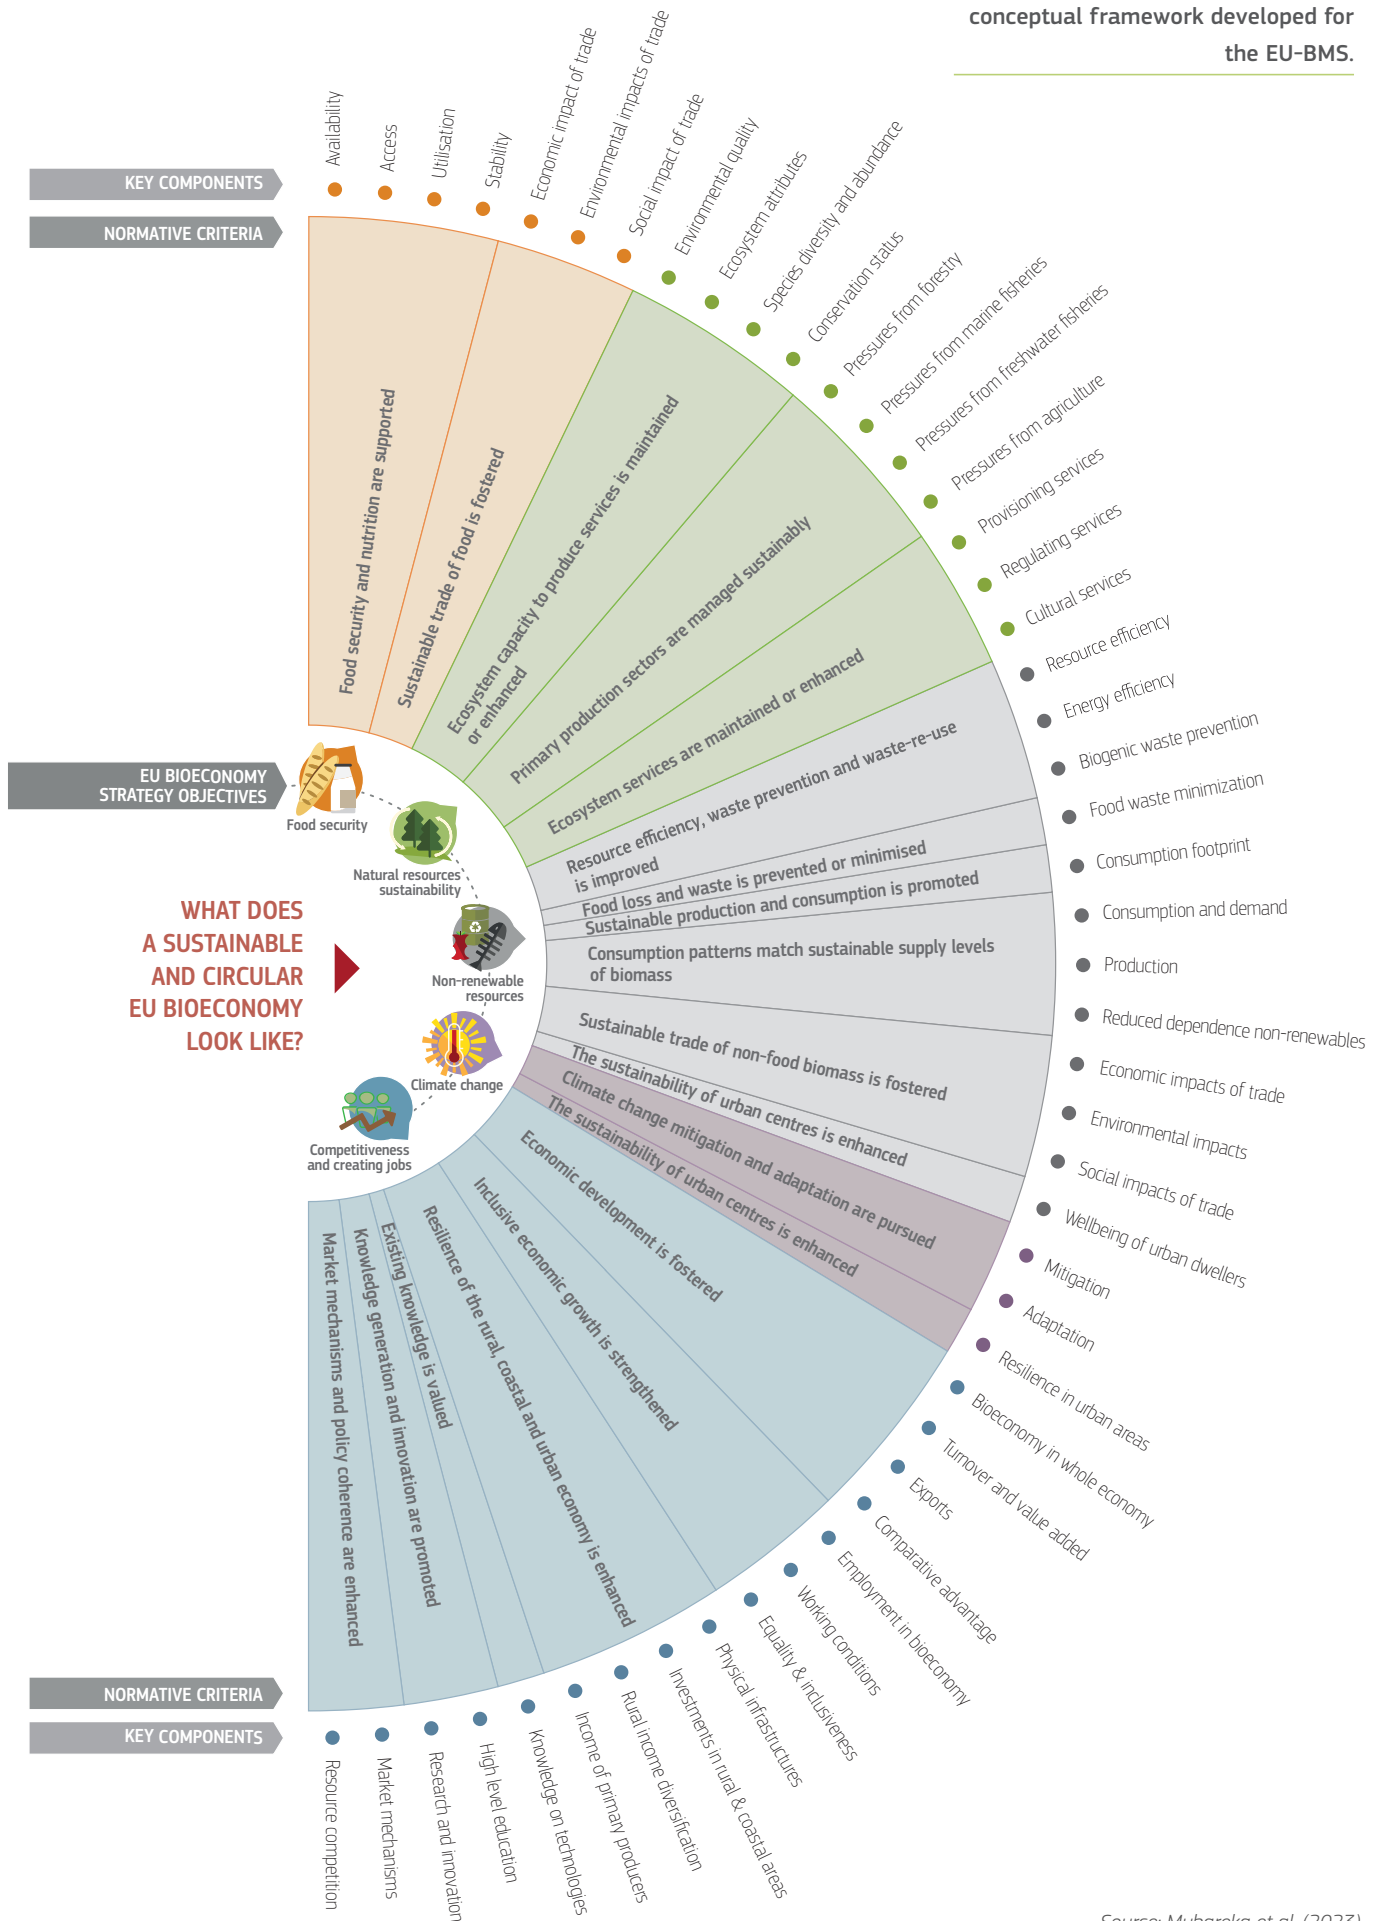 conceptual framework developed for
the EU-BMS.
KEY COMPONENTS
NORMATIVE CRITERIA
Availability
Access
Utilisation
Stability
Economic impact of trade
Environmental impacts of trade
Social impact of trade
Environmental quality
Ecosystem attributes
Species diversity and abundance
Conservation status
Pressures from forestry
Pressures from marine fisheries
Pressures from freshwater fisheries
Pressures from agriculture
Provisioning services
Regulating services
Cultural services
Resource efficiency
Energy efficiency
Biogenic waste prevention
Food waste minimization
Consumption footprint
Consumption and demand
Production
Reduced dependence non-renewables
Economic impacts of trade
Environmental impacts
Social impacts of trade
Wellbeing of urban dwellers
Mitigation
Adaptation
Resilience in urban areas
Bioeconomy in whole economy
Turnover and value added
Exports
Comparative advantage
Employment in bioeconomy
Working conditions
Equality & inclusiveness
Physical infrastructures
Investments in rural & coastal areas
Rural income diversification
Income of primary producers
Knowledge on technologies
High level education
Research and innovation
Market mechanisms
Resource competition
Food security and nutrition are supported
Sustainable trade of food is fostered
Ecosystem capacity to produce services is maintained
or enhanced
Primary production sectors are managed sustainably
Ecosystem services are maintained or enhanced
Resource efficiency, waste prevention and waste-re-use
is improved
Food loss and waste is prevented or minimised
Sustainable production and consumption is promoted
Consumption patterns match sustainable supply levels
of biomass
Sustainable trade of non-food biomass is fostered
The sustainability of urban centres is enhanced
Climate change mitigation and adaptation are pursued
The sustainability of urban centres is enhanced
Economic development is fostered
Inclusive economic growth is strengthened
Resilience of the rural, coastal and urban economy is enhanced
Existing knowledge is valued
Knowledge generation and innovation are promoted
Market mechanisms and policy coherence are enhanced
EU BIOECONOMY
STRATEGY OBJECTIVES
Food security
Natural resources
sustainability
Non-renewable
resources
Climate change
Competitiveness
and creating jobs
WHAT DOES
A SUSTAINABLE
AND CIRCULAR
EU BIOECONOMY
LOOK LIKE?
NORMATIVE CRITERIA
KEY COMPONENTS
Source: Mubareka et al. (2023)